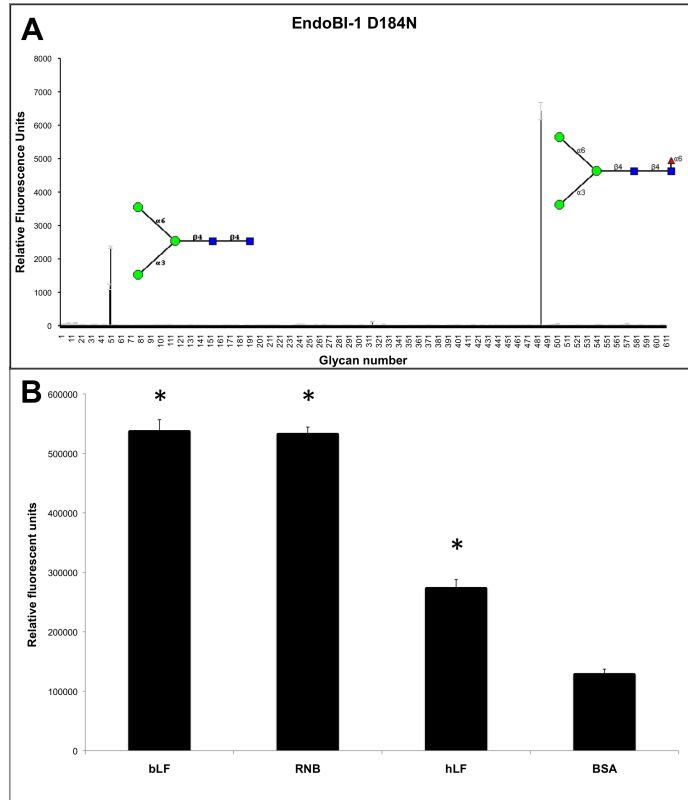 A
EndoBI-1 D184N
Relative Fluorescence Units
8000
7000
6000
5000
4000
3000
2000
1000
0
α6
α3
β4
β4
α6
α3
β4
β4
α6
1 11 21 31 41 51 61 71 81 91 101 111 121 131 141 151 161 171 181 191 201 211 221 231 241 251 261 271 281 291 301 311 321 331 341 351 361 371 381 391 401 411 421 431 441 451 461 471 481 491 501 511 521 531 541 551 561 571 581 591 601 611
Glycan number
B
Relative fluorescent units
600000
500000
400000
300000
200000
100000
0
* * *
bLF RNB hLF BSA